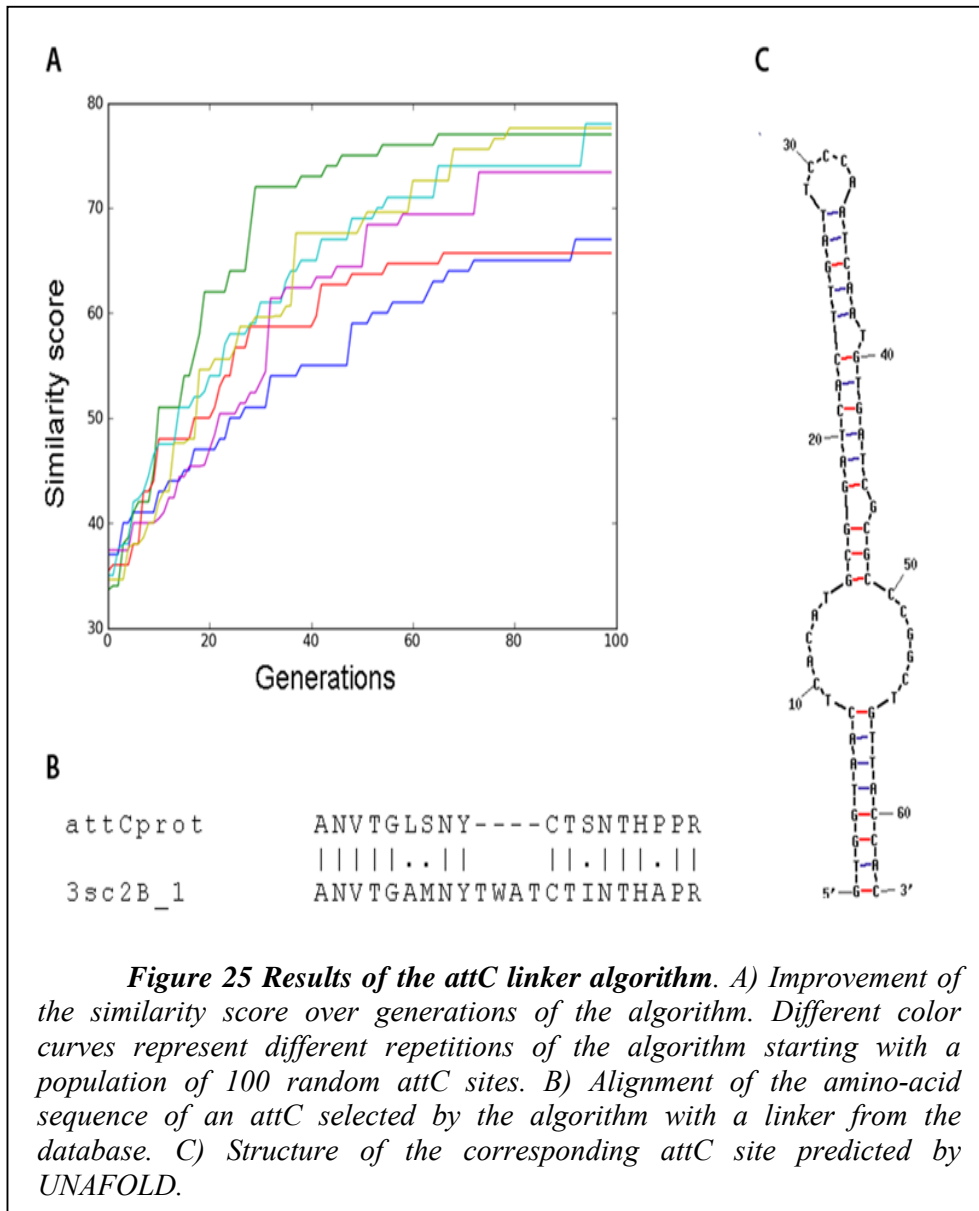 A
C
80
70
60
50
40
30
0
20
40
60
80
100
Similarity score
Generations
30
40
20
50
10
60
5'
3'
B
attCprot ANVTGLSNY----CTSNTHPPR
|||||..|| ||.|||.||
3sc2B_1 ANVTGAMNYTWATCTINTHAPR
Figure 25 Results of the attC linker algorithm. A) Improvement of
the similarity score over generations of the algorithm. Different color
curves represent different repetitions of the algorithm starting with a
population of 100 random attC sites. B) Alignment of the amino-acid
sequence of an attC selected by the algorithm with a linker from the
database. C) Structure of the corresponding attC site predicted by
UNAFOLD.